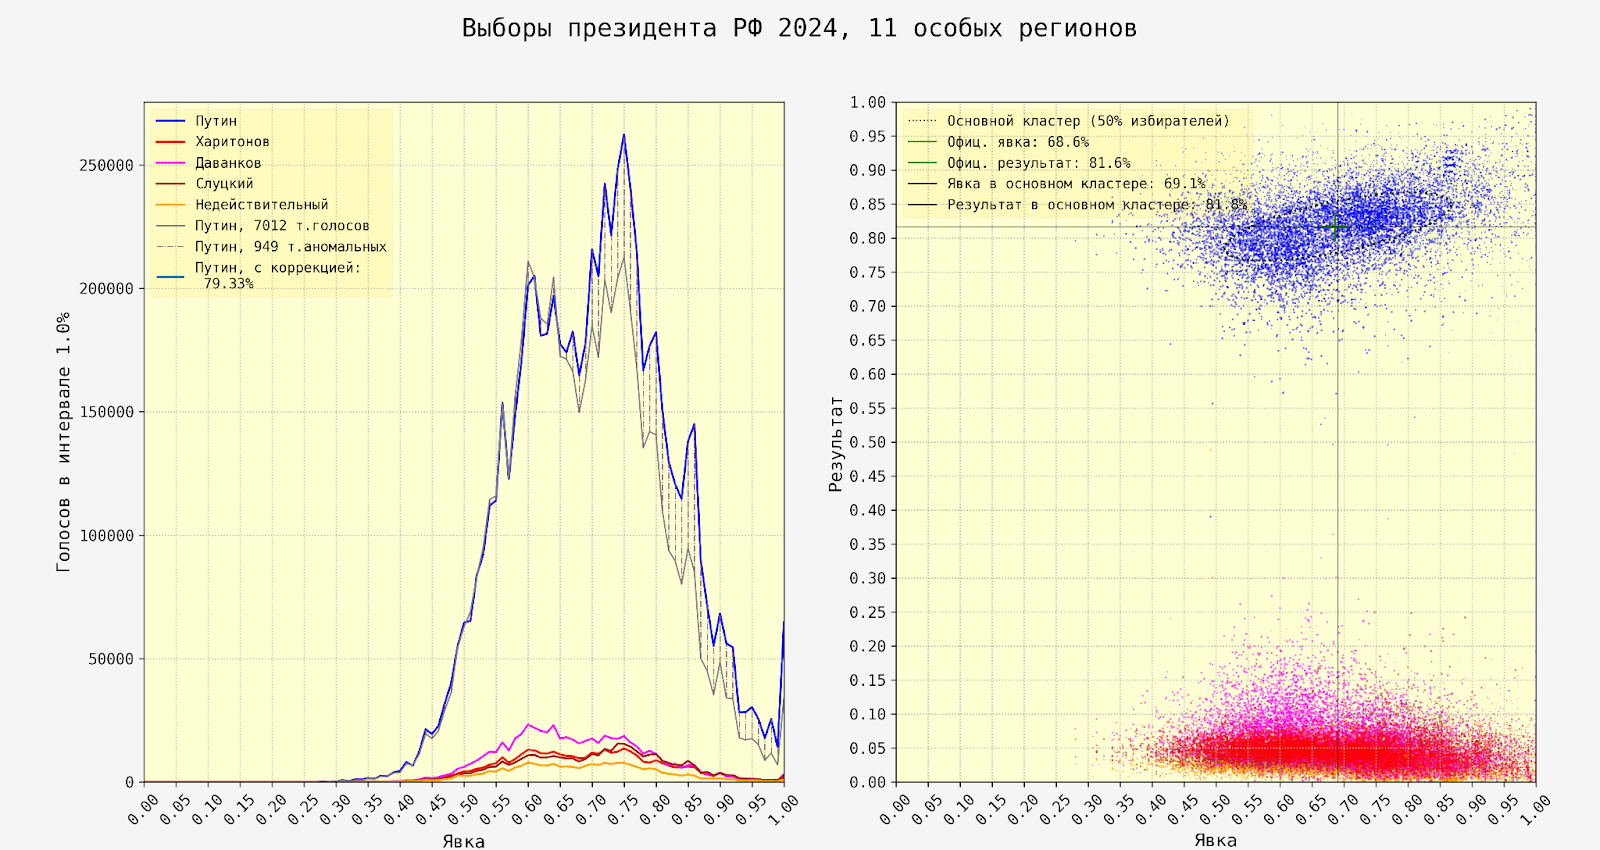 Выборы президента РФ 2024, 11 особых регионов
Путин
Харитонов
Даванков
Слуцкий
Недействительный
Путин, 7012 т.голосов
Путин, 949 т.аномальных
Путин, с коррекцией:
79.33%
Голосов в интервале 1.0%
250000
200000
150000
100000
50000
0
0.00 0.05 0.10 0.15 0.20 0.25 0.30 0.35 0.40 0.45 0.50 0.55 0.60 0.65 0.70 0.75 0.80 0.85 0.90 0.95 1.00
Явка
Основной кластер (50% избирателей)
Офиц. явка: 68.6%
Офиц. результат: 81.6%
Явка в основном кластере: 69.1%
Результат в основном кластере: 81.8%
Результат
1.00
0.95
0.90
0.85
0.80
0.75
0.70
0.65
0.60
0.55
0.50
0.45
0.40
0.35
0.30
0.25
0.20
0.15
0.10
0.05
0.00
0.00 0.05 0.10 0.15 0.20 0.25 0.30 0.35 0.40 0.45 0.50 0.55 0.60 0.65 0.70 0.75 0.80 0.85 0.90 0.95 1.00
Явка